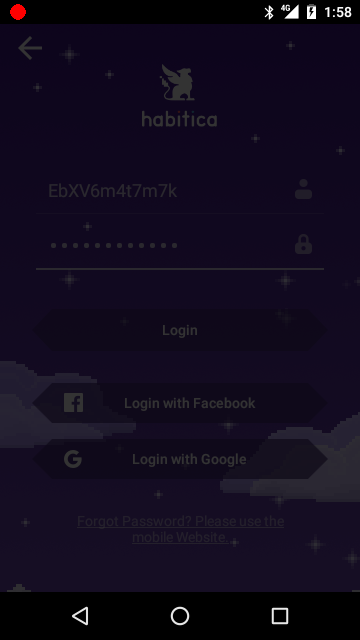 4G 1:58
habitica
EbXV6m4t7m7k
Login
Login with Facebook
G Login with Google
Forgot Password? Please use the
mobile Website.